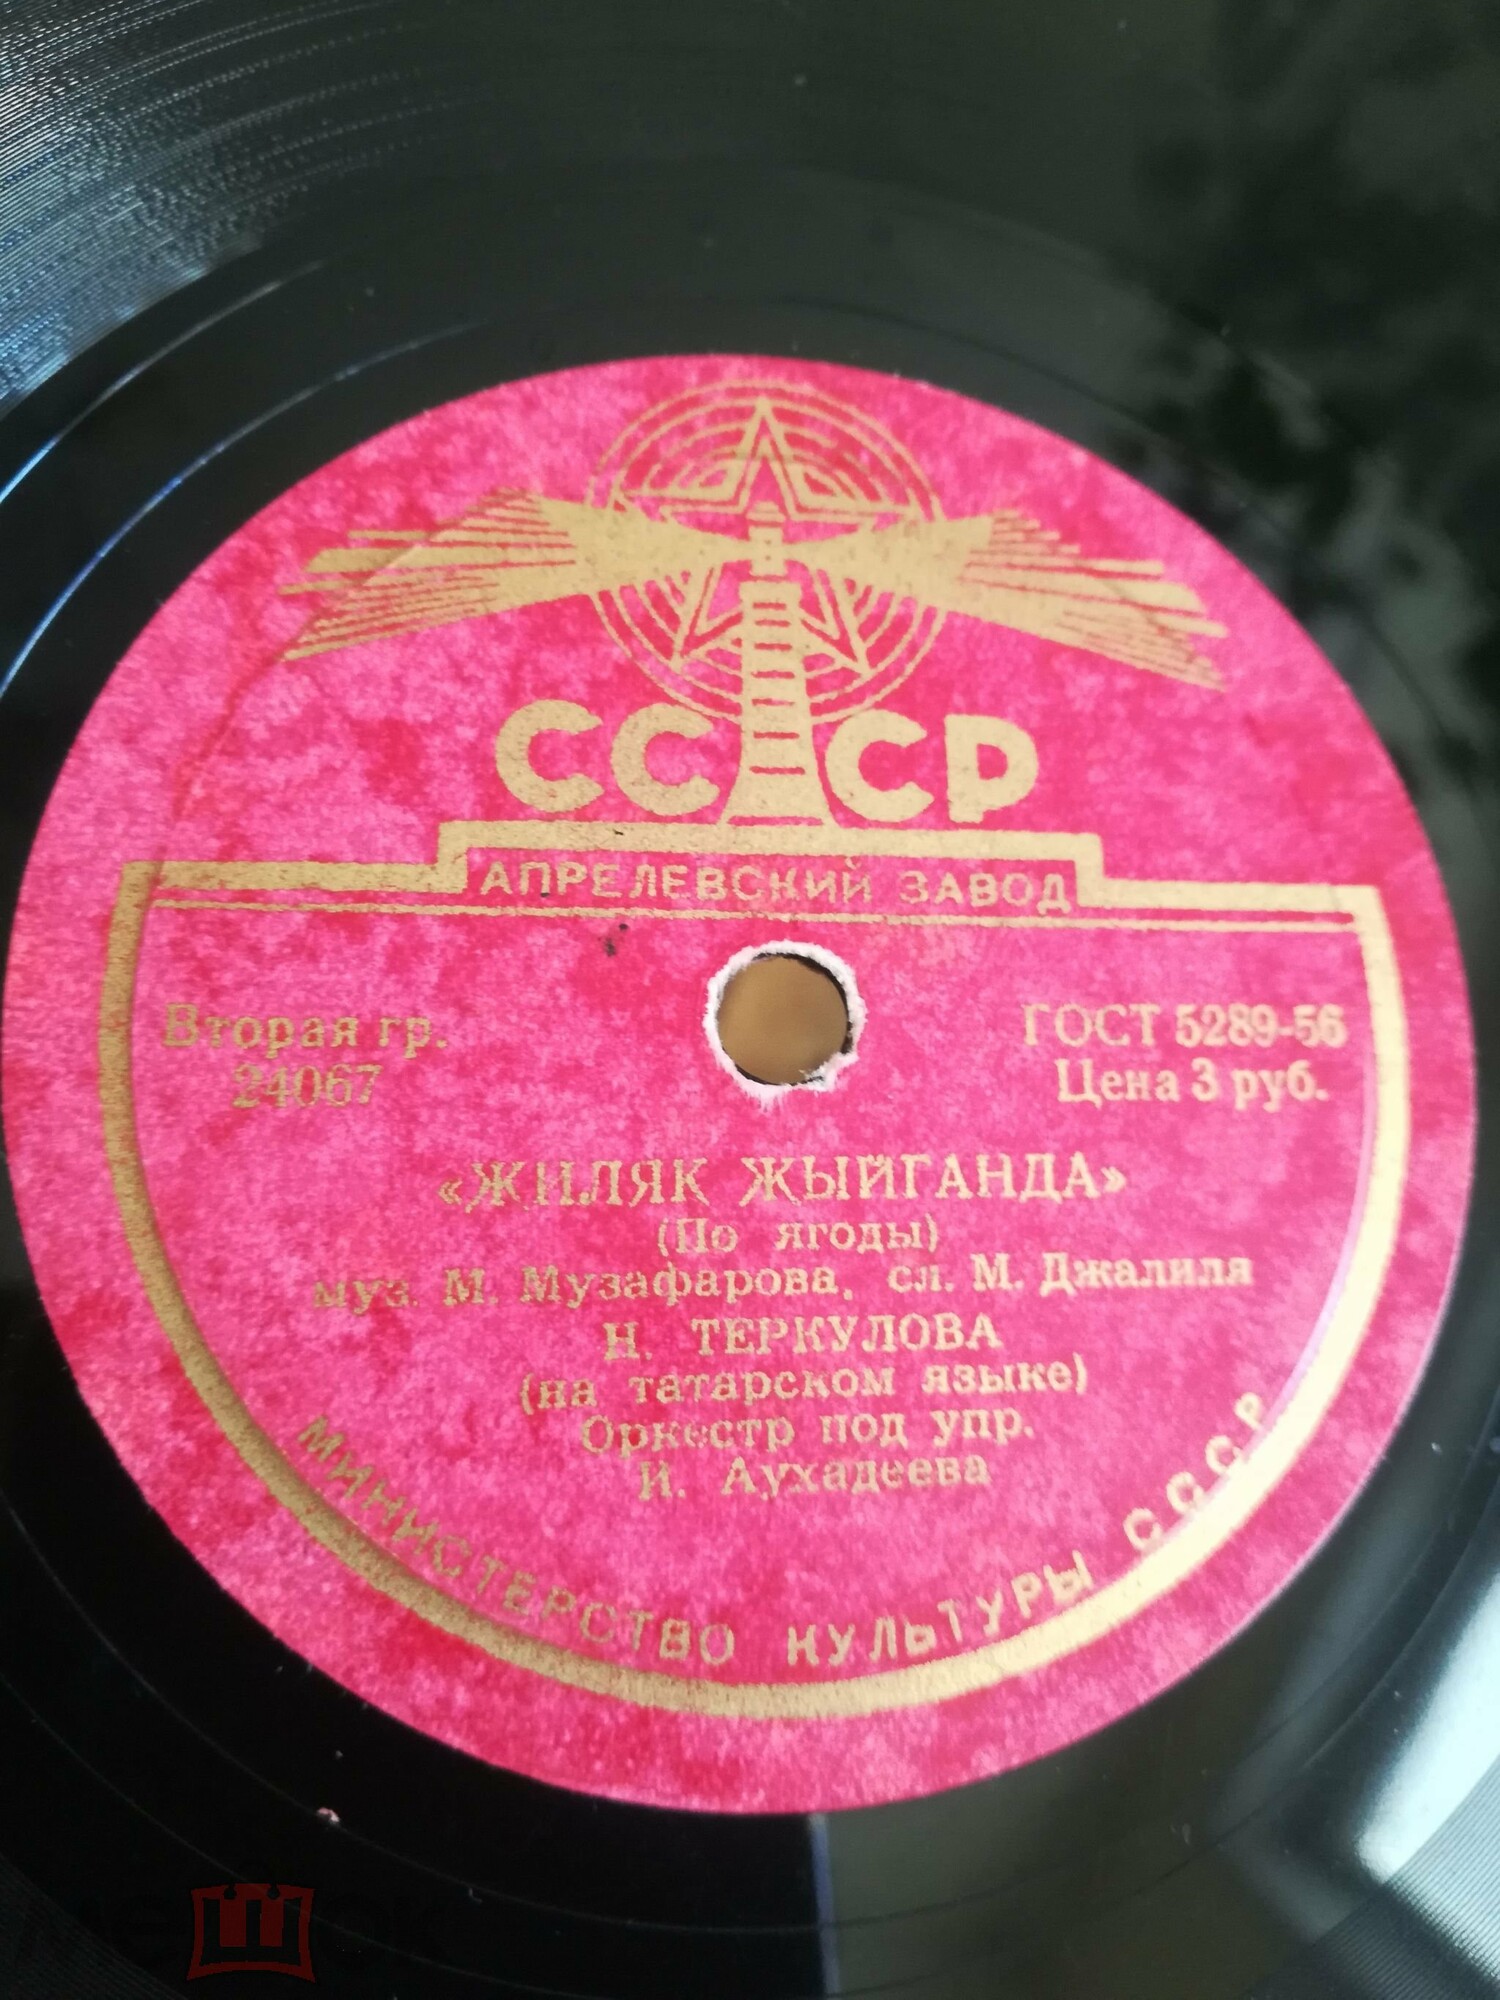 СССР
АПРЕЛЕВСКИЙ ЗАВОД
Вторая гр.
24067
ГОСТ 5289-56
Цена 3 руб.
«ЖИЛЯК ЖЫЙГАНДА»
(По ягоды)
муз. М. Музафарова, сл. М. Джалиля
Н. ТЕРКУЛОВА
(на татарском языке)
Оркестр под упр.
И. Аухадеева
МИНИСТЕРСТВО КУЛЬТУРЫ СССР
мешок